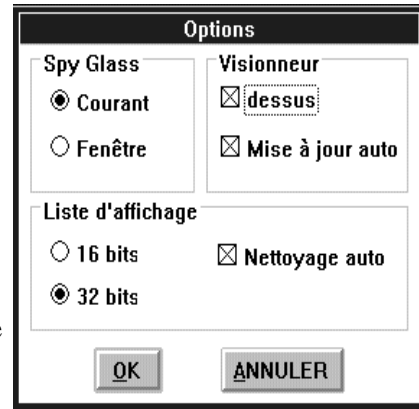 Options
Spy Glass
Courant
Fenêtre
Visionneur
dessus
Mise à jour auto
Liste d'affichage
16 bits
32 bits
Nettoyage auto
e
OK
ANNULER